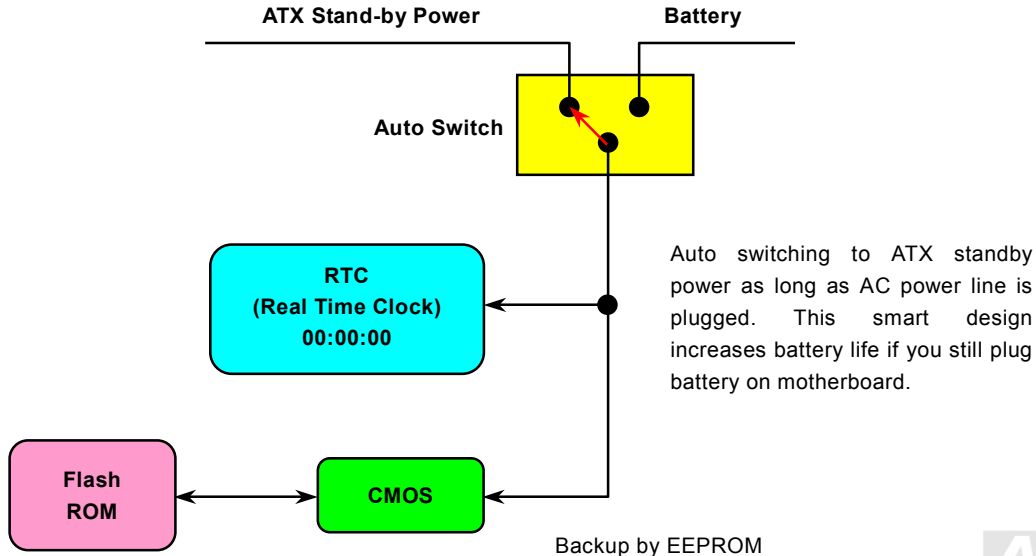 ATX Stand-by Power
Battery
Auto Switch
RTC
(Real Time Clock)
00:00:00
Auto switching to ATX standby
power as long as AC power line is
plugged. This smart design
increases battery life if you still plug
battery on motherboard.
Flash
ROM
CMOS
Backup by EEPROM